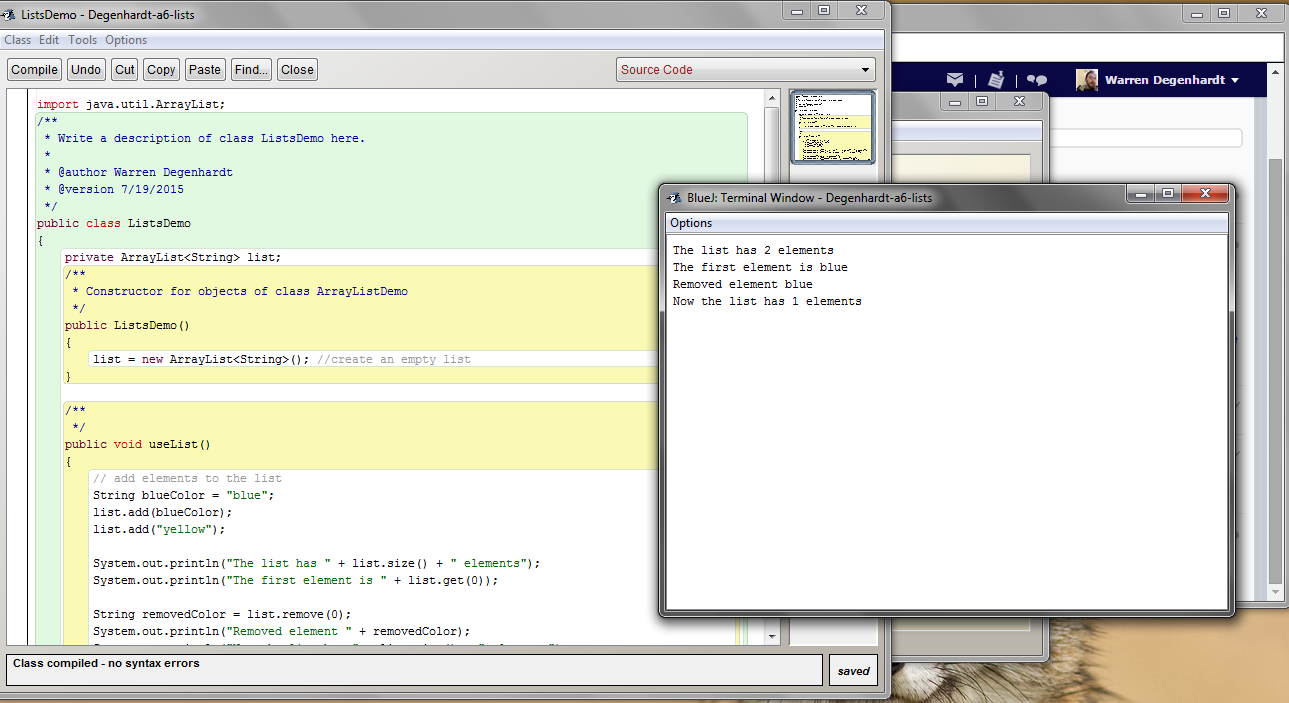 ListsDemo - Degenhardt-a6-lists
Class Edit Tools Options
Compile Undo Cut Copy Paste Find... Close Source Code
import java.util.ArrayList;
/**
* Write a description of class ListsDemo here.
*
* @author Warren Degenhardt
* @version 7/19/2015
*/
public class ListsDemo
{
private ArrayList<String> list;
/**
* Constructor for objects of class ArrayListDemo
*/
public ListsDemo()
{
list = new ArrayList<String>(); //create an empty list
}
/**
*/
public void useList()
{
// add elements to the list
String blueColor = "blue";
list.add(blueColor);
list.add("yellow");
System.out.println("The list has " + list.size() + " elements");
System.out.println("The first element is " + list.get(0));
String removedColor = list.remove(0);
System.out.println("Removed element " + removedColor);
Class compiled - no syntax errors
saved
Warren Degenhardt
BlueJ: Terminal Window - Degenhardt-a6-lists
Options
The list has 2 elements
The first element is blue
Removed element blue
Now the list has 1 elements